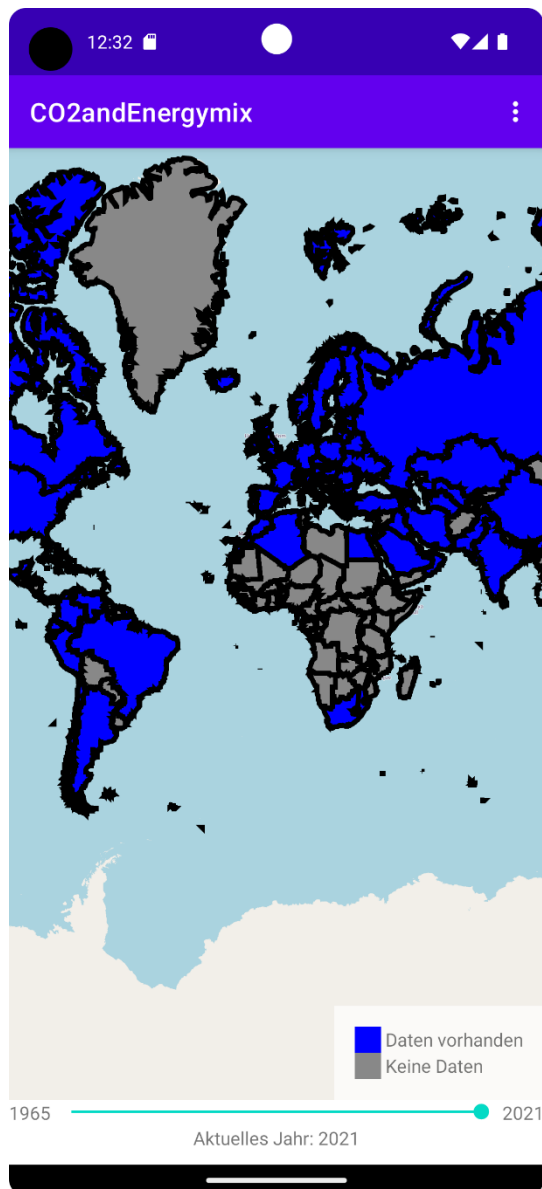 12:32
CO2andEnergymix
Daten vorhanden
Keine Daten
1965 2021
Aktuelles Jahr: 2021